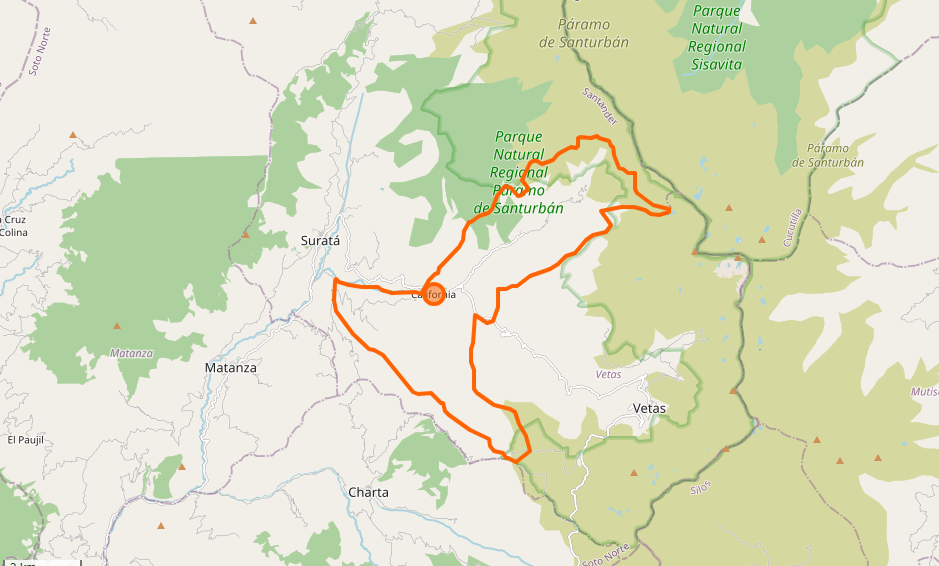 Parque
Natural
Regional
Sisavita
Páramo
de Santurbán
Soto Norte
Santander
Parque
Natural
Regional
Páramo
de Santurbán
Páramo
de Santurbán
Cruz
Colina
Suratá
Cucutilla
California
Matanza
Matanza
Vetas
Vetas
El Paujil
Charta
Silos
Soto Norte